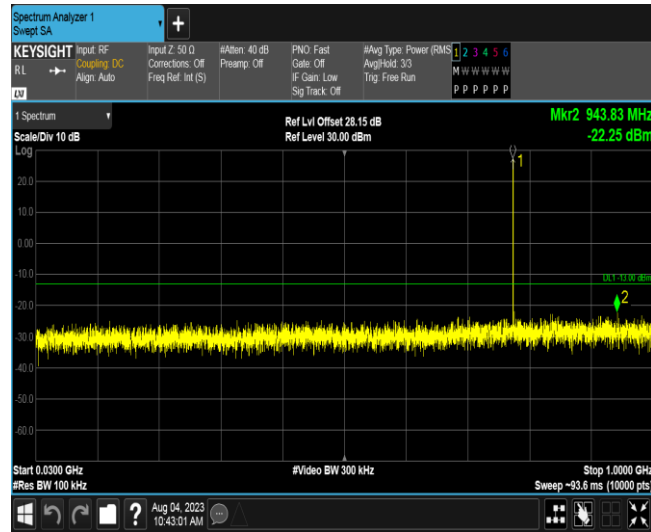 Spectrum Analyzer 1
Swept SA
KEYSIGHT
RL
LXI
Input: RF
Coupling: DC
Align: Auto
Input Z: 50 Ω
Corrections: Off
Freq Ref: Int (S)
#Atten: 40 dB
Preamp: Off
PNO: Fast
Gate: Off
IF Gain: Low
Sig Track: Off
#Avg Type: Power (RMS
Avg|Hold: 3/3
Trig: Free Run
1 2 3 4 5 6
M W W W W W
P P P P P P
1 Spectrum
Scale/Div 10 dB
Log
Ref Lvl Offset 28.15 dB
Ref Level 30.00 dBm
Mkr2 943.83 MHz
-22.25 dBm
1
20.0
10.0
0.00
-10.0
DL1 -13.00 dBm
2
-20.0
-30.0
-40.0
-50.0
-60.0
Start 0.0300 GHz
#Res BW 100 kHz
#Video BW 300 kHz
Stop 1.0000 GHz
Sweep ~93.6 ms (10000 pts)
?
Aug 04, 2023
10:43:01 AM